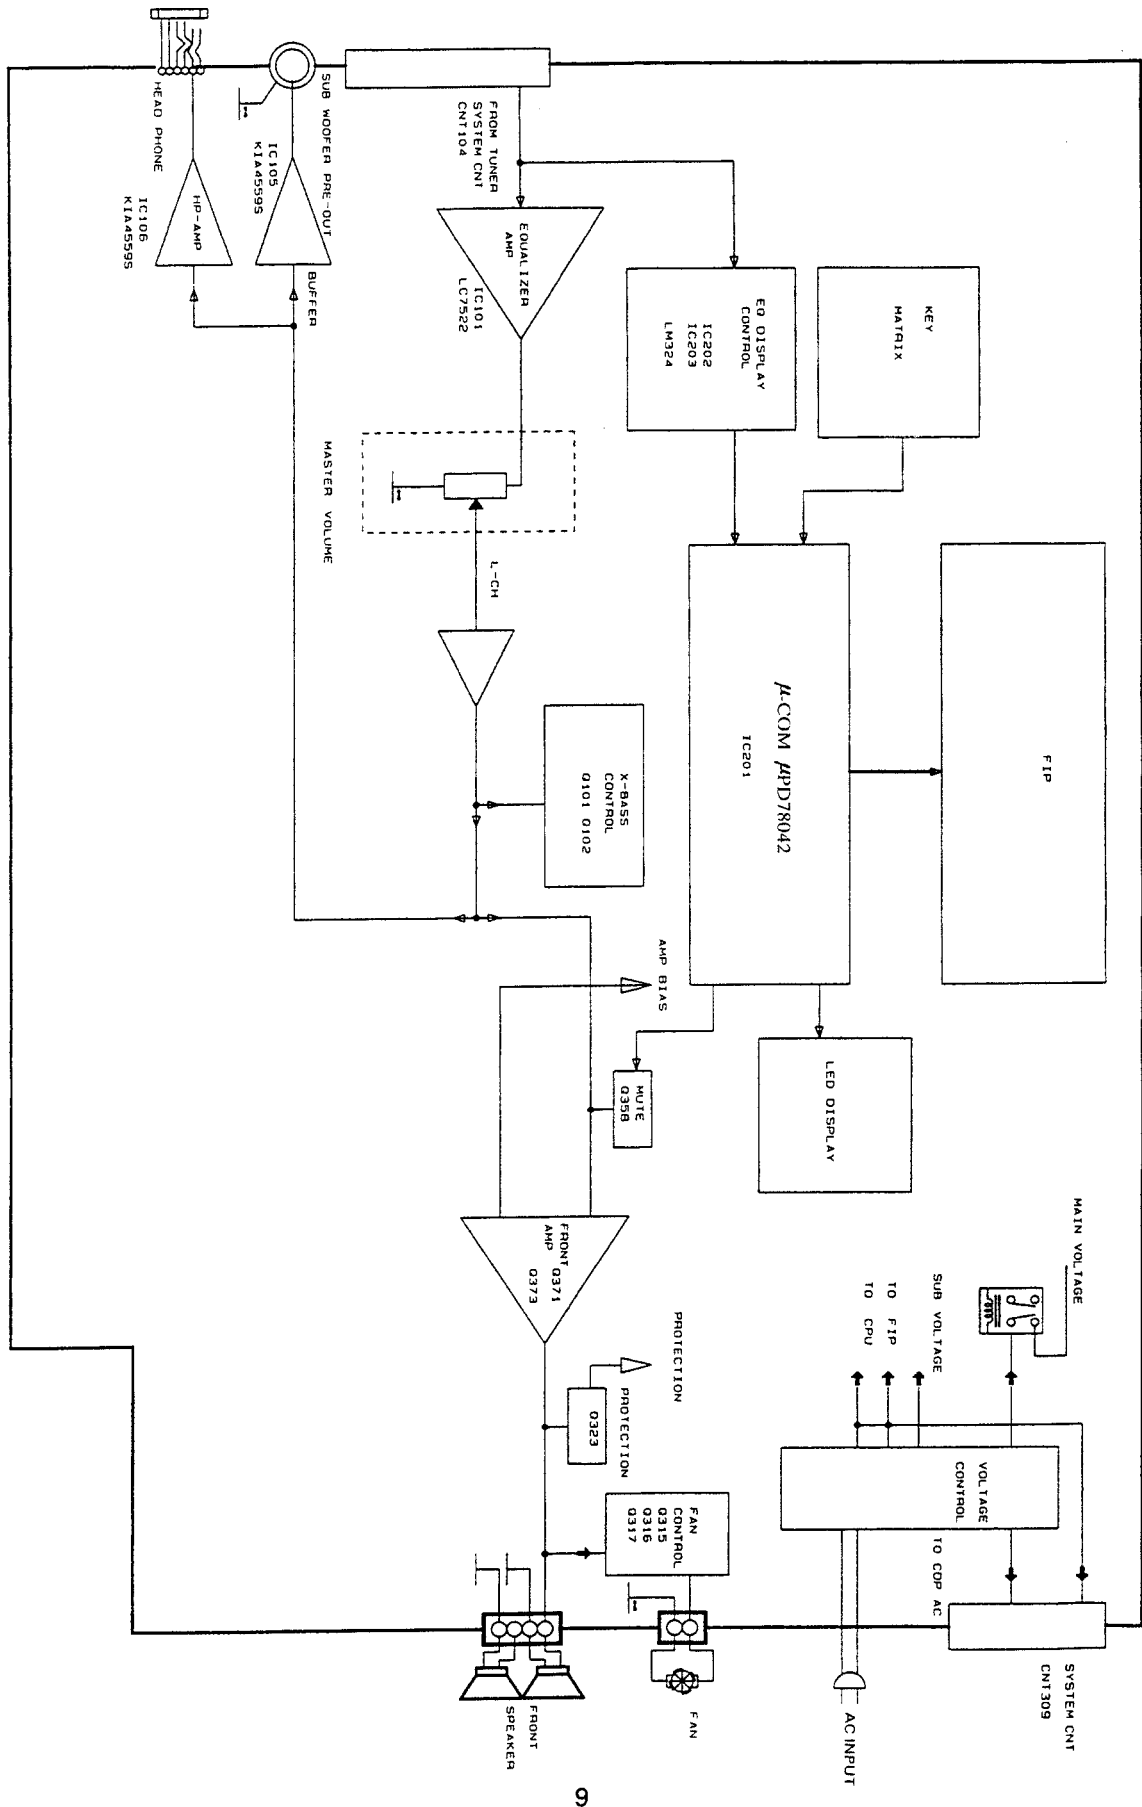 HEAD PHONE
IC106
KIA4559S
HP-AMP
SUB WOOFER PRE-OUT
IC105
KIA4559S
BUFFER
FROM TUNER
SYSTEM CNT
CNT104
EQUALIZER
AMP
IC101
LC7522
EQ DISPLAY
CONTROL
IC202
IC203
LM324
KEY
MATRIX
MASTER VOLUME
L-CH
X-BASS
CONTROL
Q101 Q102
µ-COM µPD78042
IC201
FIP
LED DISPLAY
AMP BIAS
MUTE
Q358
FRONT
AMP
Q371
Q373
PROTECTION
PROTECTION
Q323
FAN
CONTROL
Q315
Q316
Q317
MAIN VOLTAGE
SUB VOLTAGE
TO FIP
TO CPU
VOLTAGE
CONTROL
TO CDP AC
SYSTEM CNT
CNT309
AC INPUT
FAN
FRONT
SPEAKER
9